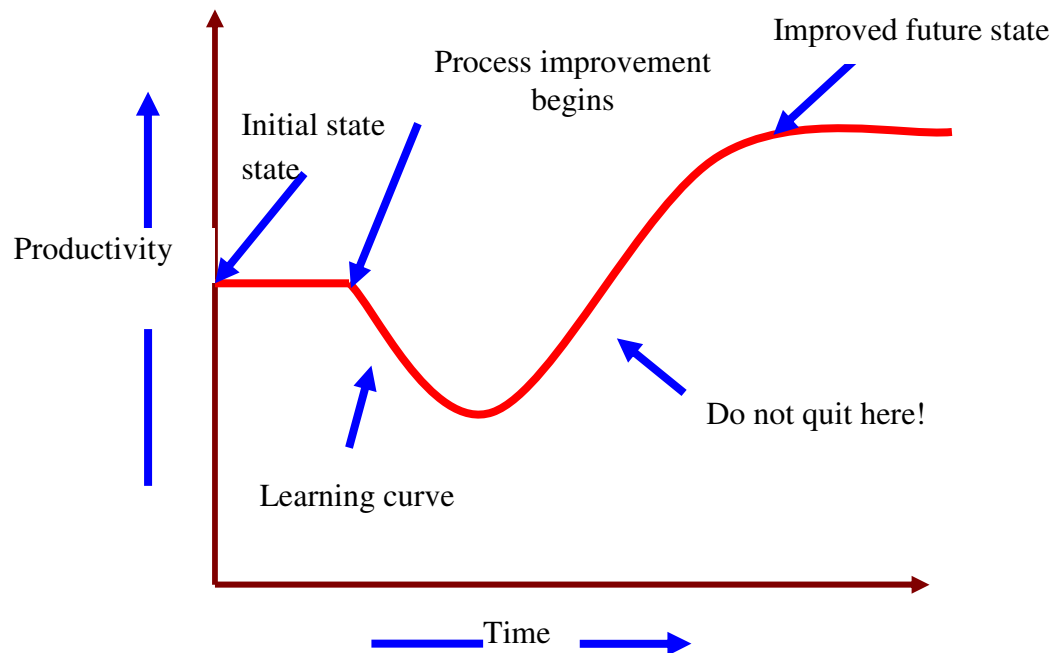 Improved future state
Process improvement
begins
Initial state
state
Productivity
Do not quit here!
Learning curve
Time